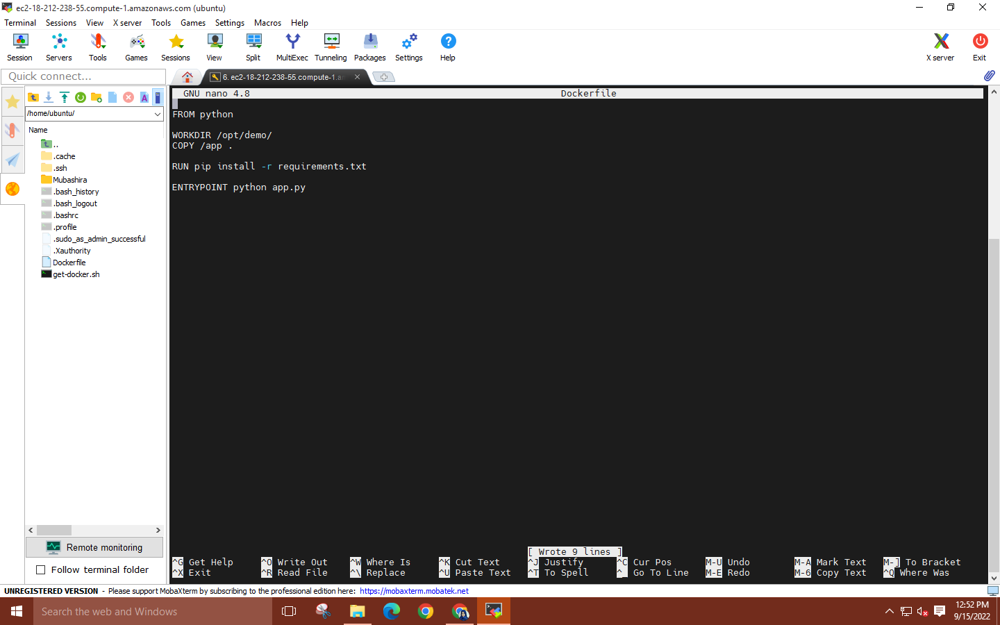 ec2-18-212-238-55.compute-1.amazonaws.com (ubuntu)
Terminal Sessions View X server Tools Games Settings Macros Help
Session Servers Tools Games Sessions View Split MultiExec Tunneling Packages Settings Help X server Exit
Quick connect...
6. ec2-18-212-238-55.compute-1.a
/home/ubuntu/
Name
..
.cache
.ssh
Mubashira
.bash_history
.bash_logout
.bashrc
.profile
.sudo_as_admin_successful
.Xauthority
Dockerfile
get-docker.sh
Remote monitoring
Follow terminal folder
GNU nano 4.8 Dockerfile
FROM python
WORKDIR /opt/demo/
COPY /app .
RUN pip install -r requirements.txt
ENTRYPOINT python app.py
[ Wrote 9 lines ]
^G Get Help ^O Write Out ^W Where Is ^K Cut Text ^J Justify ^C Cur Pos M-U Undo M-A Mark Text M-] To Bracket
^X Exit ^R Read File ^\ Replace ^U Paste Text ^T To Spell ^_ Go To Line M-E Redo M-6 Copy Text ^Q Where Was
UNREGISTERED VERSION - Please support MobaXterm by subscribing to the professional edition here: https://mobaxterm.mobatek.net
Search the web and Windows
12:52 PM
9/15/2022